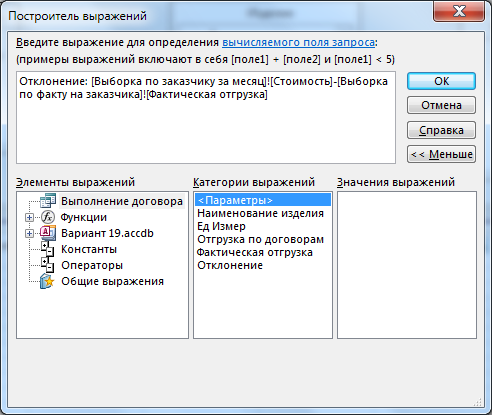 Построитель выражений
Введите выражение для определения вычисляемого поля запроса:
(примеры выражений включают в себя [поле1] + [поле2] и [поле1] < 5)
Отклонение: [Выборка по заказчику за месяц]![Стоимость]-[Выборка
по факту на заказчика]![Фактическая отгрузка]
ОК
Отмена
Справка
<< Меньше
Элементы выражений
Выполнение договора
Функции
Вариант 19.accdb
Константы
Операторы
Общие выражения
Категории выражений
<Параметры>
Наименование изделия
Ед Измер
Отгрузка по договорам
Фактическая отгрузка
Отклонение
Значения выражений